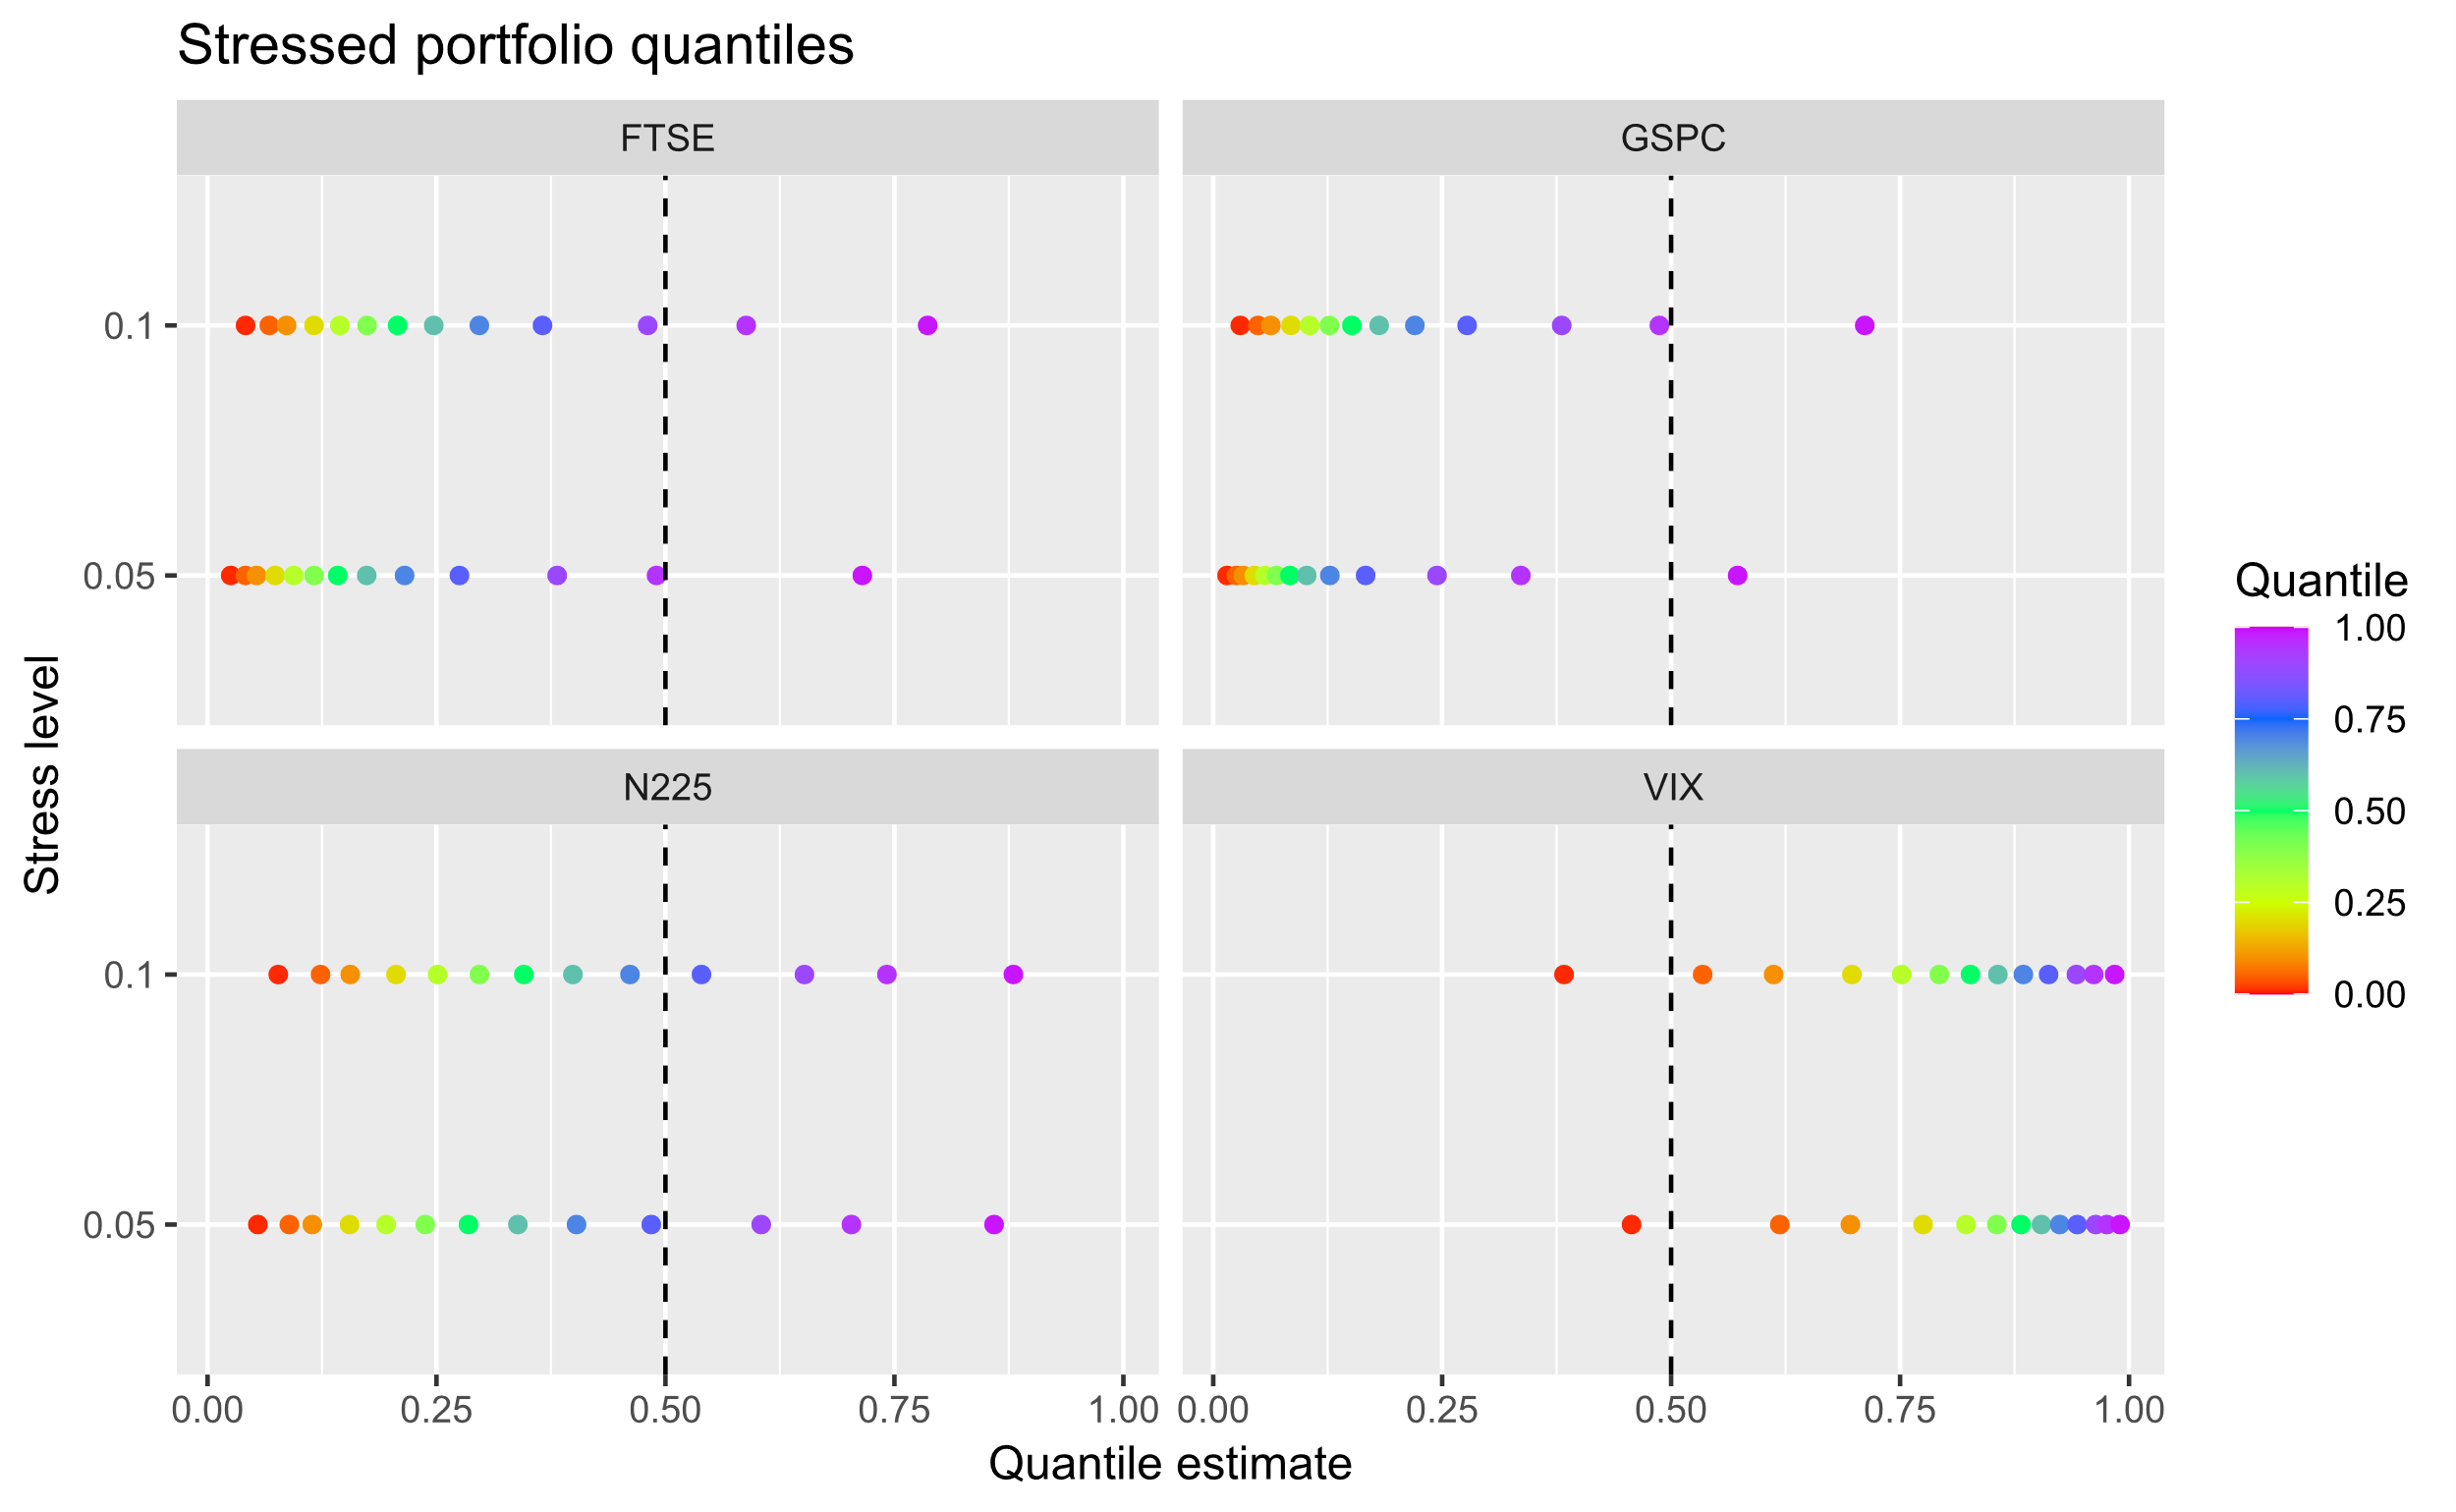 Stressed portfolio quantiles
FTSE
GSPC
0.1
0.05
N225
VIX
0.1
0.05
Stress level
0.00 0.25 0.50 0.75 1.00
0.00 0.25 0.50 0.75 1.00
Quantile estimate
Quantile
1.00
0.75
0.50
0.25
0.00